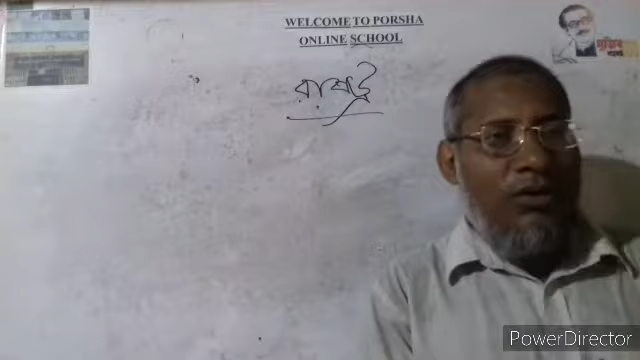 WELCOME TO PORSHA
ONLINE SCHOOL
রাষ্ট্র
PowerDirector